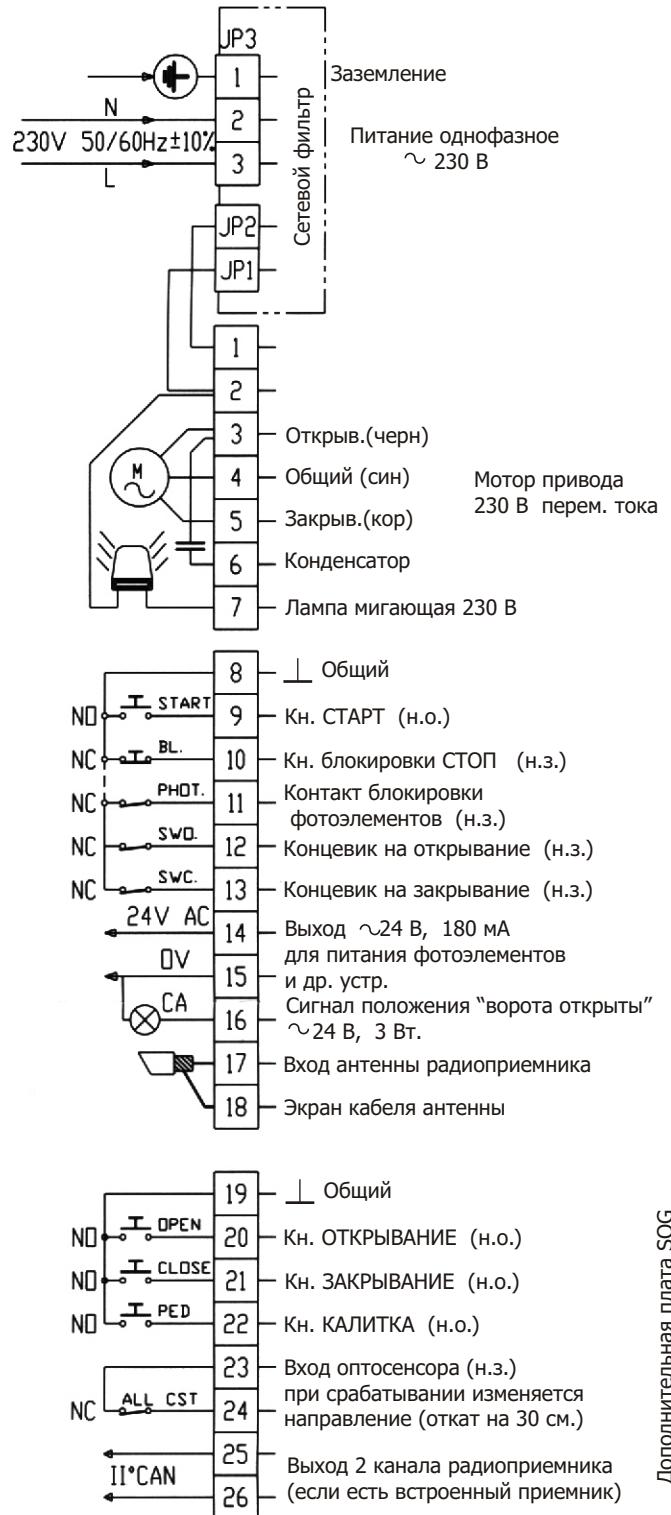 JP3
1 Заземление
N 2
230V 50/60Hz±10% Питание однофазное
~ 230 В
L 3
Сетевой фильтр
JP2
JP1
1
2
3 Открыв.(черн)
M 4 Общий (син)
Мотор привода
230 В перем. тока
5 Закрыв.(кор)
6 Конденсатор
7 Лампа мигающая 230 В
8 ⊥ Общий
NO START 9 Кн. СТАРТ (н.о.)
NC BL. 10 Кн. блокировки СТОП (н.з.)
NC PHOT. 11 Контакт блокировки
фотоэлементов (н.з.)
NC SWO. 12 Концевик на открывание (н.з.)
NC SWC. 13 Концевик на закрывание (н.з.)
24V AC 14 Выход ~24 В, 180 мА
для питания фотоэлементов
0V 15 и др. устр.
CA 16 Сигнал положения “ворота открыты”
~24 В, 3 Вт.
17 Вход антенны радиоприемника
18 Экран кабеля антенны
19 ⊥ Общий
NO OPEN 20 Кн. ОТКРЫВАНИЕ (н.о.)
NO CLOSE 21 Кн. ЗАКРЫВАНИЕ (н.о.)
NO PED 22 Кн. КАЛИТКА (н.о.)
23 Вход оптосенсора (н.з.)
при срабатывании изменяется
NC ALL CST 24 направление (откат на 30 см.)
25
II°CAN Выход 2 канала радиоприемника
26 (если есть встроенный приемник)
Дополнительная плата SOG